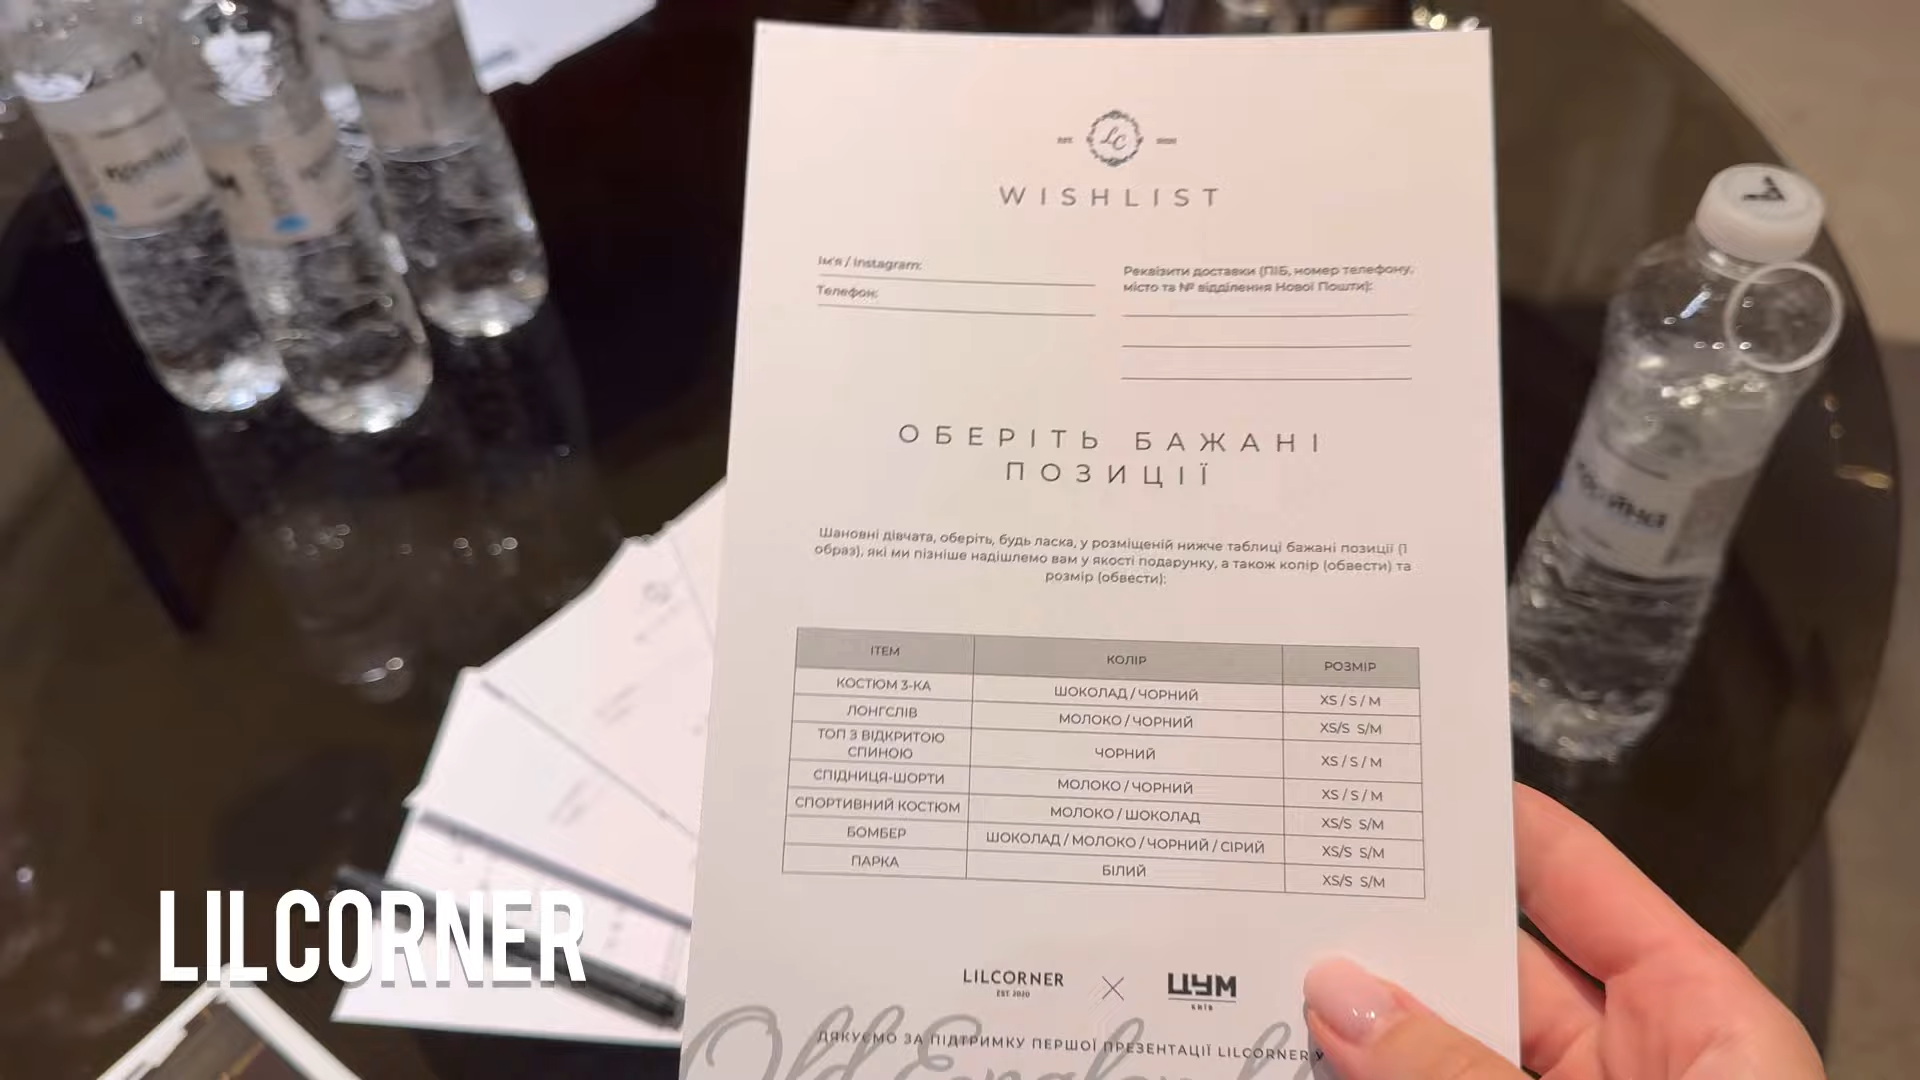 LC
WISHLIST
Ім'я / Instagram:
Телефон:
Реквізити доставки (ПІБ, номер телефону,
місто та № відділення Нової Пошти):
ОБЕРІТЬ БАЖАНІ
ПОЗИЦІЇ
Шановні дівчата, оберіть, будь ласка, у розміщеній нижче таблиці бажані позиції (1
образ), які ми пізніше надішлемо вам у якості подарунку, а також колір (обвести) та
розмір (обвести):
ITEM КОЛІР РОЗМІР
КОСТЮМ 3-КА ШОКОЛАД / ЧОРНИЙ XS / S / M
ЛОНГСЛІВ МОЛОКО / ЧОРНИЙ XS/S S/M
ТОП З ВІДКРИТОЮ
СПИНОЮ ЧОРНИЙ XS / S / M
СПІДНИЦЯ-ШОРТИ МОЛОКО / ЧОРНИЙ XS / S / M
СПОРТИВНИЙ КОСТЮМ МОЛОКО / ШОКОЛАД XS/S S/M
БОМБЕР ШОКОЛАД / МОЛОКО / ЧОРНИЙ / СІРИЙ XS/S S/M
ПАРКА БІЛИЙ XS/S S/M
LILCORNER ЦУМ
EST. 2020 КИЇВ
ДЯКУЄМО ЗА ПІДТРИМКУ ПЕРШОЇ ПРЕЗЕНТАЦІЇ LILCORNER У
Old
LILCORNER